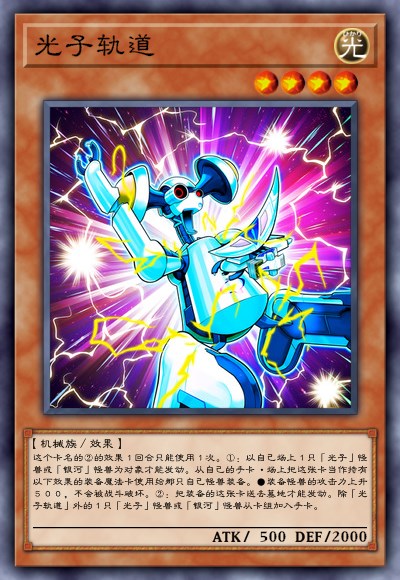 光子轨道
ひかり
光
【机械族／效果】
这个卡名的②的效果1回合只能使用1次。①：以自己场上1只「光子」怪
兽或「银河」怪兽为对象才能发动。从自己的手卡·场上把这张卡当作持有
以下效果的装备魔法卡使用给那只自己怪兽装备。●装备怪兽的攻击力上升
500，不会被战斗破坏。②：把装备的这张卡送去墓地才能发动。除「光
子轨道」外的1只「光子」怪兽或「银河」怪兽从卡组加入手卡。
ATK/ 500 DEF/2000